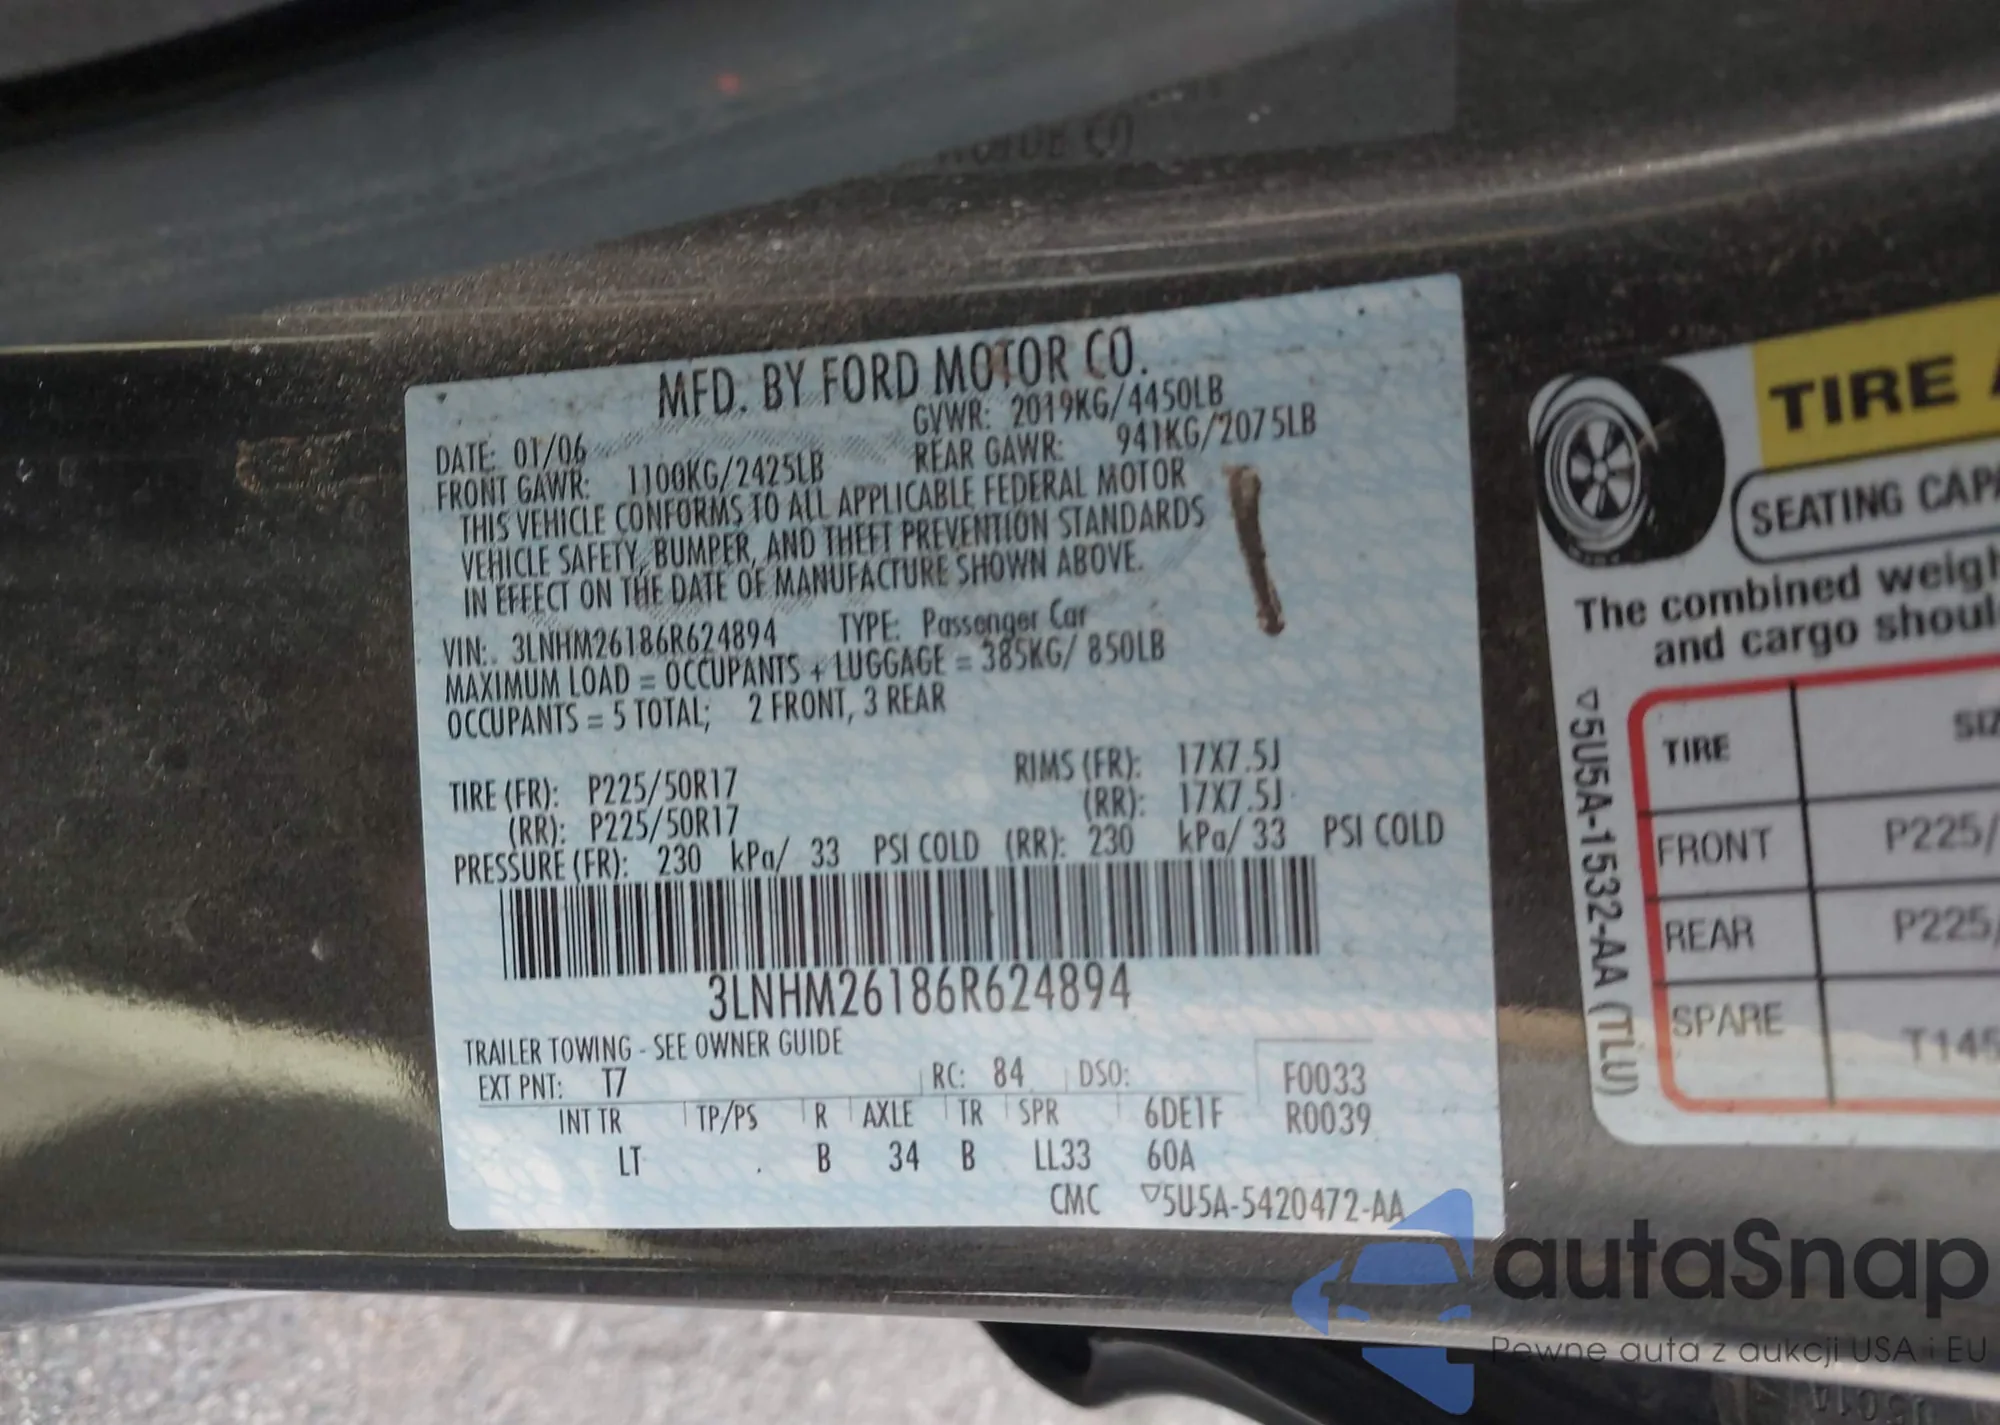 MFD. BY FORD MOTOR CO.
DATE: 01/06 GVWR: 2019KG/4450LB
FRONT GAWR: 1100KG/2425LB REAR GAWR: 941KG/2075LB
THIS VEHICLE CONFORMS TO ALL APPLICABLE FEDERAL MOTOR
VEHICLE SAFETY, BUMPER, AND THEFT PREVENTION STANDARDS
IN EFFECT ON THE DATE OF MANUFACTURE SHOWN ABOVE.
VIN: 3LNHM26186R624894 TYPE: Passenger Car
MAXIMUM LOAD = OCCUPANTS + LUGGAGE = 385KG/ 850LB
OCCUPANTS = 5 TOTAL; 2 FRONT, 3 REAR
TIRE (FR): P225/50R17 RIMS (FR): 17X7.5J
(RR): P225/50R17 (RR): 17X7.5J
PRESSURE (FR): 230 kPa/ 33 PSI COLD (RR): 230 kPa/ 33 PSI COLD
3LNHM26186R624894
TRAILER TOWING - SEE OWNER GUIDE
EXT PNT: T7 RC: 84 DSO: F0033
INT TR TP/PS R AXLE TR SPR 6DE1F R0039
LT . B 34 B LL33 60A
CMC ▽5U5A-5420472-AA
TIRE
SEATING
The combined
and cargo
TIRE
FRONT P225/
REAR P225/
SPARE T145
▽5U5A-1532-AA (TLU)
autaSnap
Pewne auta z aukcji USA i EU